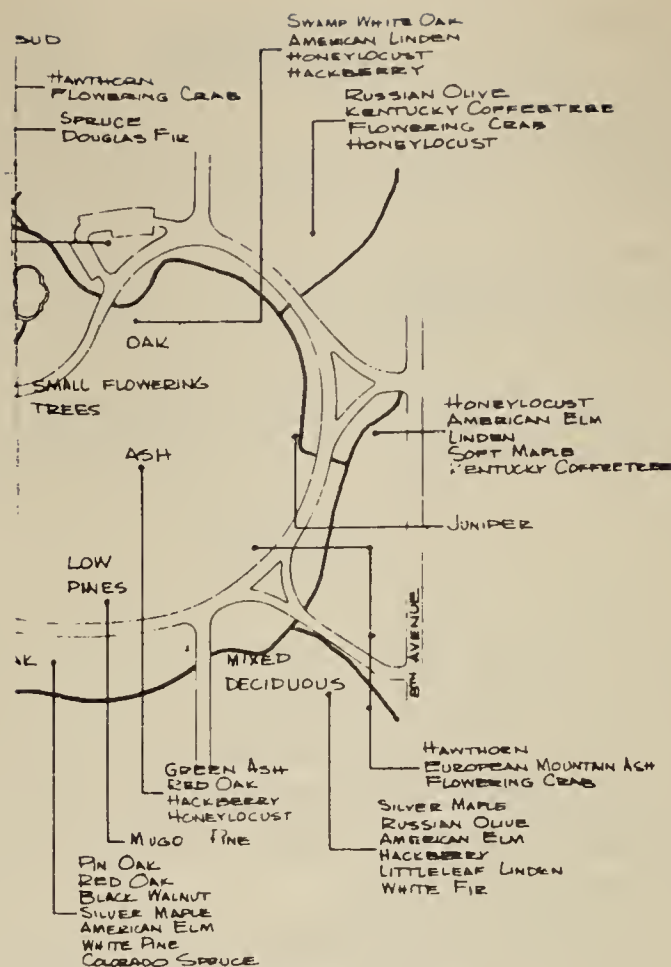 SWAMP WHITE OAK
AMERICAN LINDEN
HONEYLOCUST
HACKBERRY
HAWTHORN
FLOWERING CRAB
SPRUCE
DOUGLAS FIR
RUSSIAN OLIVE
KENTUCKY COFFEETREE
FLOWERING CRAB
HONEYLOCUST
OAK
SMALL FLOWERING
TREES
HONEYLOCUST
AMERICAN ELM
LINDEN
SOFT MAPLE
KENTUCKY COFFEETREE
ASH
JUNIPER
LOW
PINES
8TH AVENUE
MIXED
DECIDUOUS
HAWTHORN
EUROPEAN MOUNTAIN ASH
FLOWERING CRAB
GREEN ASH
RED OAK
HACKBERRY
HONEYLOCUST
MUGO PINE
SILVER MAPLE
RUSSIAN OLIVE
AMERICAN ELM
HACKBERRY
LITTLELEAF LINDEN
WHITE FIR
PIN OAK
RED OAK
BLACK WALNUT
SILVER MAPLE
AMERICAN ELM
WHITE PINE
COLORADO SPRUCE